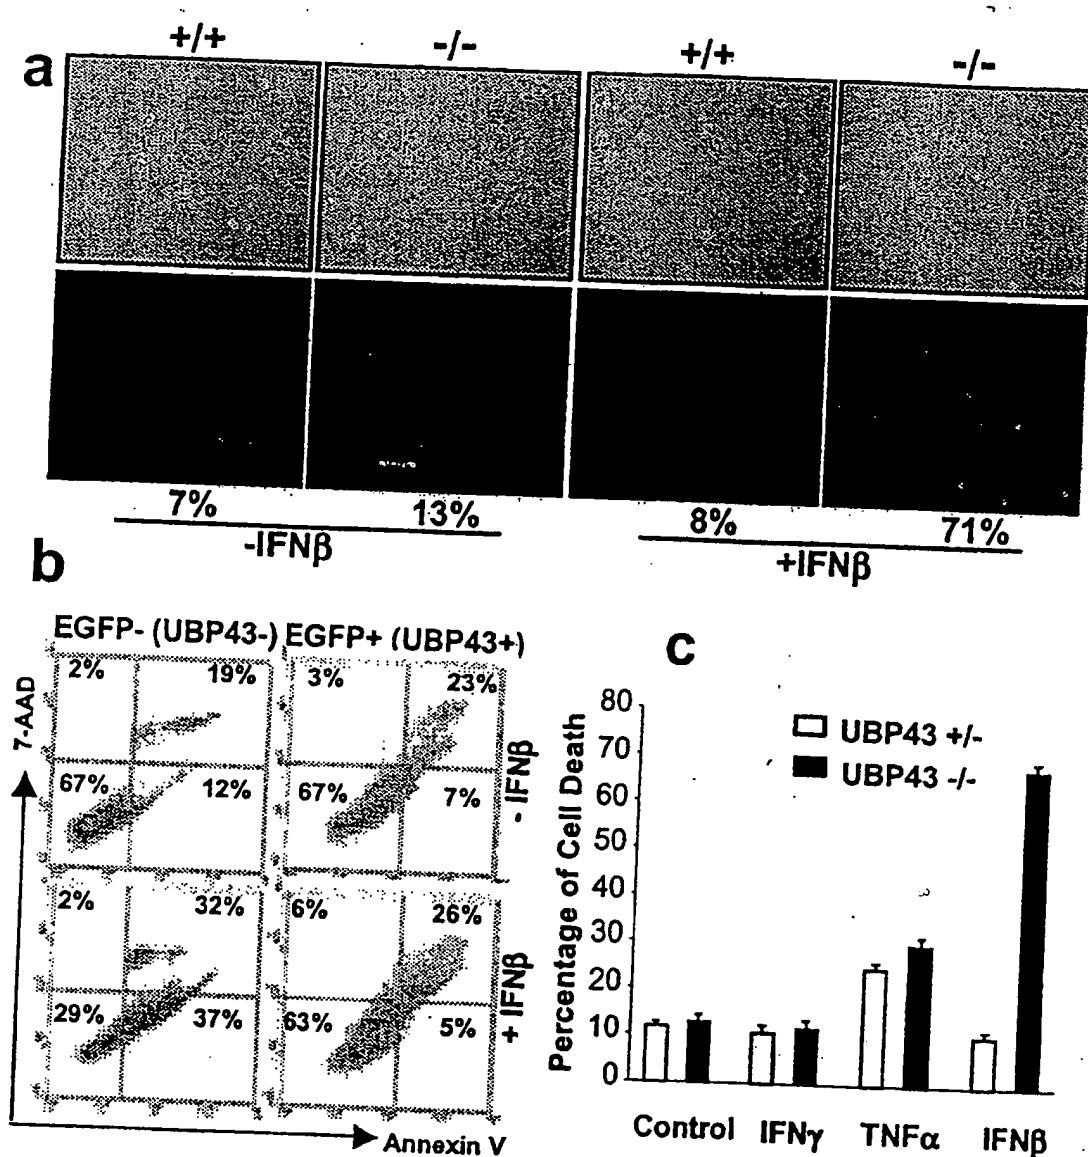 a
+/+ -/- +/+ -/-
7% 13% 8% 71%
-IFNβ +IFNβ
b
EGFP- (UBP43-) EGFP+ (UBP43+)
2% 19% 3% 23%
67% 12% 67% 7%
- IFNβ
2% 32% 6% 26%
29% 37% 63% 5%
+ IFNβ
7-AAD
Annexin V
c
Percentage of Cell Death
80
70
60
50
40
30
20
10
0
UBP43 +/-
UBP43 -/-
Control IFNγ TNFα IFNβ